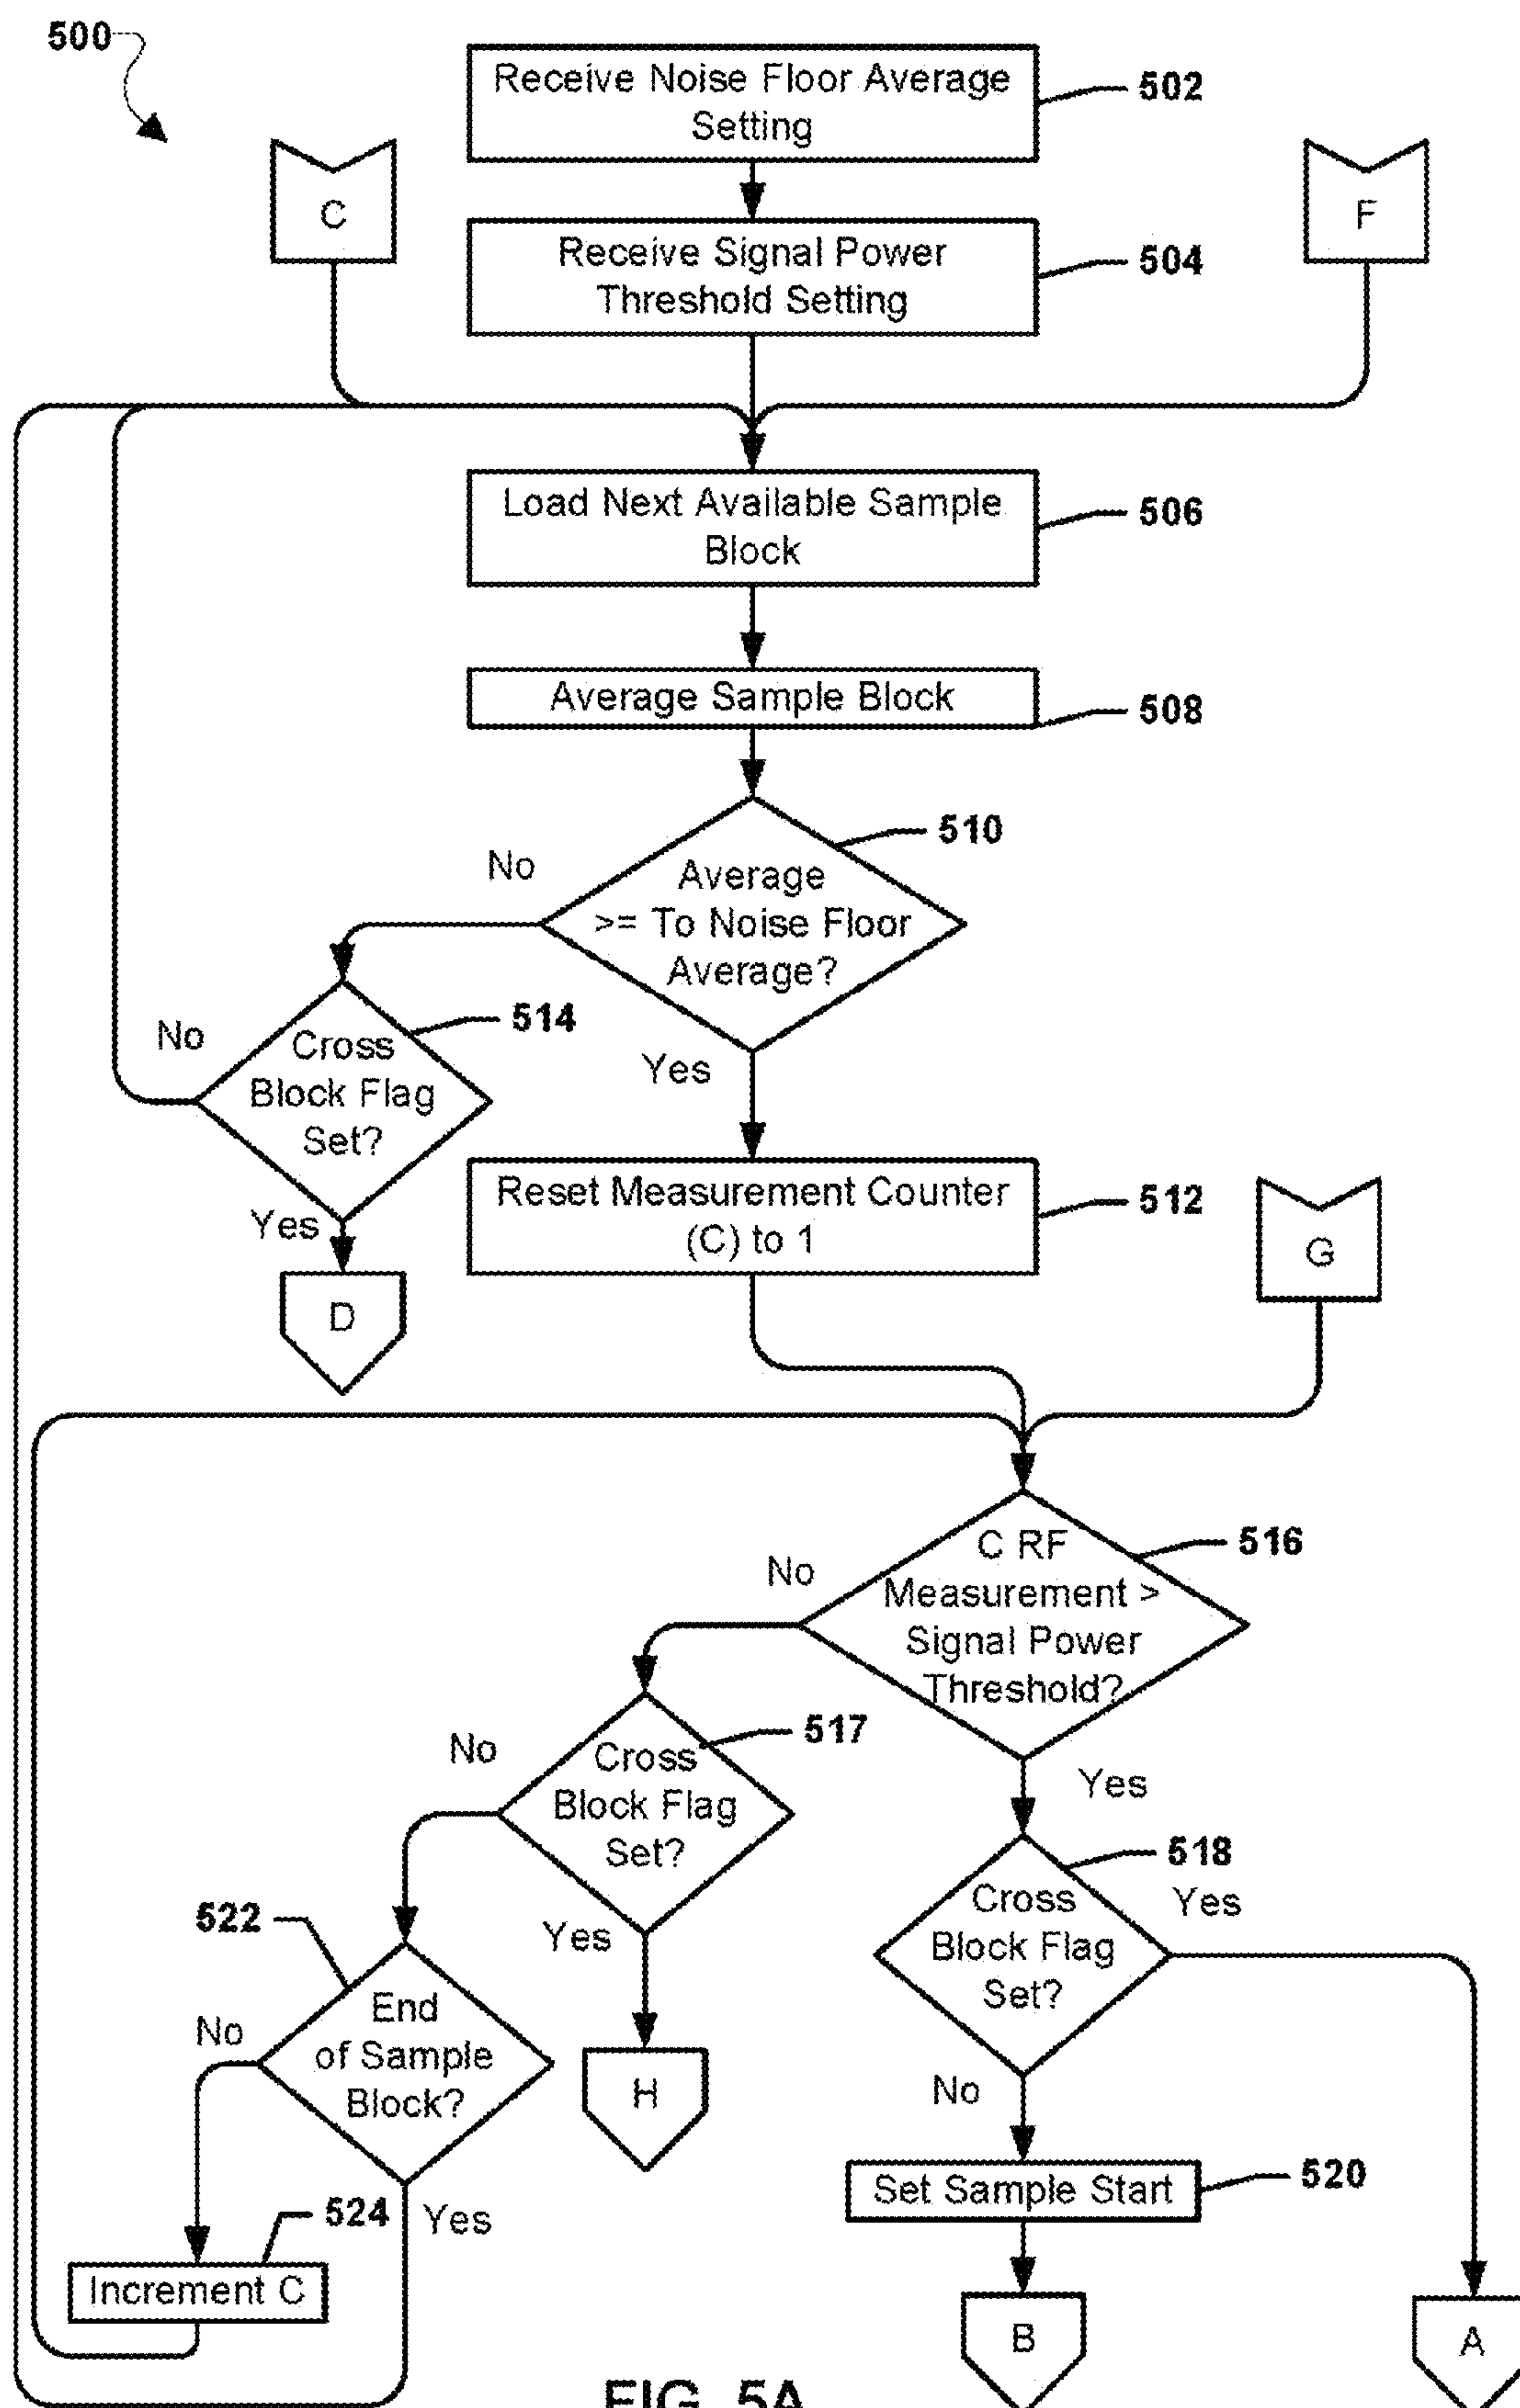 500
Receive Noise Floor Average
Setting
502
C
F
Receive Signal Power
Threshold Setting
504
Load Next Available Sample
Block
506
Average Sample Block
508
510
No
Average
>= To Noise Floor
Average?
514
No
Cross
Block Flag
Set?
Yes
Yes
Reset Measurement Counter
(C) to 1
512
G
D
C RF
Measurement >
Signal Power
Threshold?
516
No
517
No
Cross
Block Flag
Set?
Yes
518
Yes
Cross
Block Flag
Set?
522
Yes
End
of Sample
Block?
No
H
No
Set Sample Start
520
524
Yes
Increment C
B
A
FIG. 5A